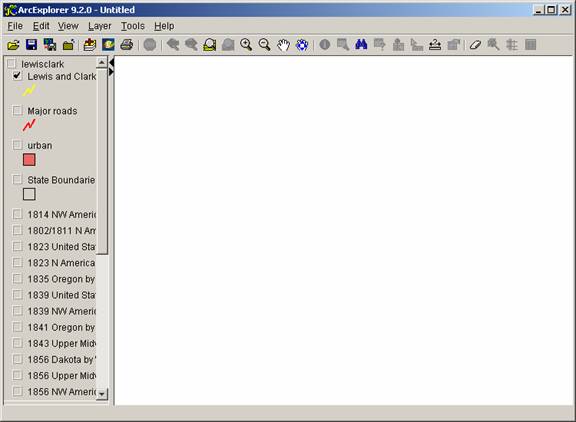 ArcExplorer 9.2.0 - Untitled
File Edit View Layer Tools Help
lewisclark
Lewis and Clark
Major roads
urban
State Boundarie
1814 NW Americ
1802/1811 N Am
1823 United Stat
1823 N America
1835 Oregon by
1839 United Stat
1839 NW Americ
1841 Oregon by
1843 Upper Midv
1856 Dakota by
1856 Upper Midv
1856 NW Americ